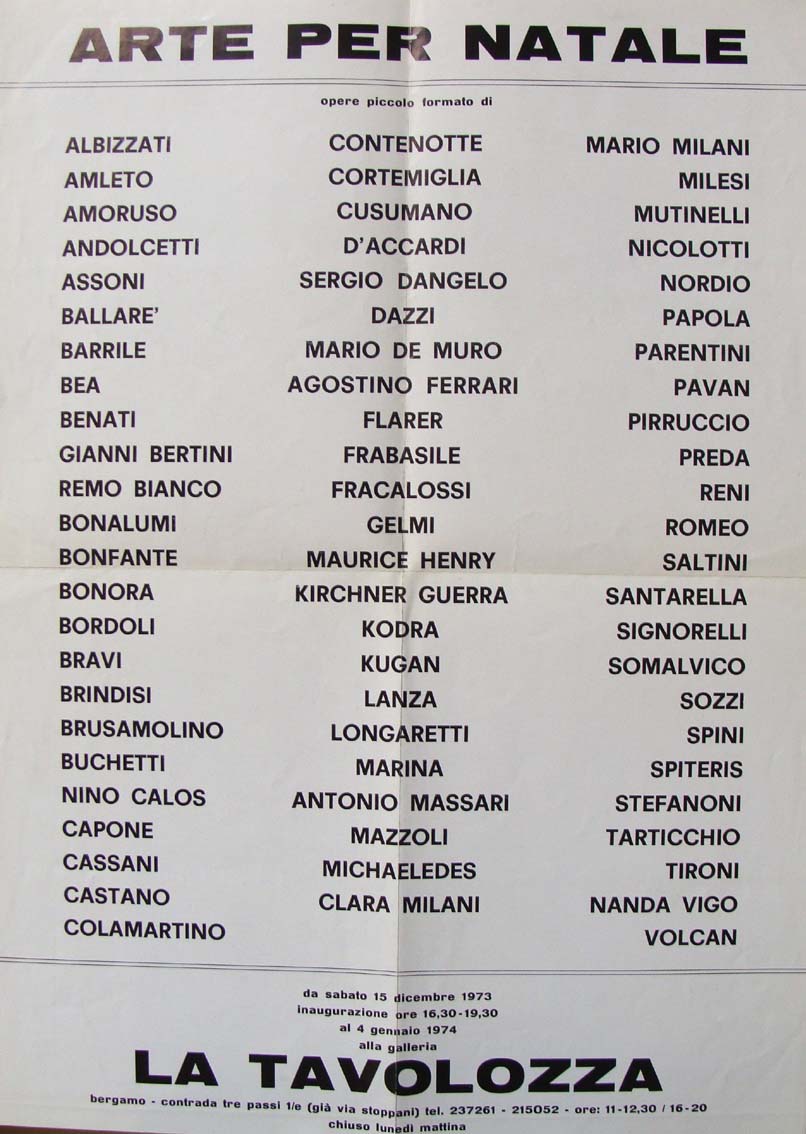 ARTE PER NATALE
opere piccolo formato di
ALBIZZATI
AMLETO
AMORUSO
ANDOLCETTI
ASSONI
BALLARE'
BARRILE
BEA
BENATI
GIANNI BERTINI
REMO BIANCO
BONALUMI
BONFANTE
BONORA
BORDOLI
BRAVI
BRINDISI
BRUSAMOLINO
BUCHETTI
NINO CALOS
CAPONE
CASSANI
CASTANO
COLAMARTINO
CONTENOTTE
CORTEMIGLIA
CUSUMANO
D'ACCARDI
SERGIO DANGELO
DAZZI
MARIO DE MURO
AGOSTINO FERRARI
FLARER
FRABASILE
FRACALOSSI
GELMI
MAURICE HENRY
KIRCHNER GUERRA
KODRA
KUGAN
LANZA
LONGARETTI
MARINA
ANTONIO MASSARI
MAZZOLI
MICHAELEDES
CLARA MILANI
MARIO MILANI
MILESI
MUTINELLI
NICOLOTTI
NORDIO
PAPOLA
PARENTINI
PAVAN
PIRRUCCIO
PREDA
RENI
ROMEO
SALTINI
SANTARELLA
SIGNORELLI
SOMALVICO
SOZZI
SPINI
SPITERIS
STEFANONI
TARTICCHIO
TIRONI
NANDA VIGO
VOLCAN
da sabato 15 dicembre 1973
inaugurazione ore 16,30-19,30
al 4 gennaio 1974
alla galleria
LA TAVOLOZZA
bergamo - contrada tre passi 1/e (già via stoppani) tel. 237261 - 215052 - ore: 11-12,30 / 16-20
chiuso lunedì mattina